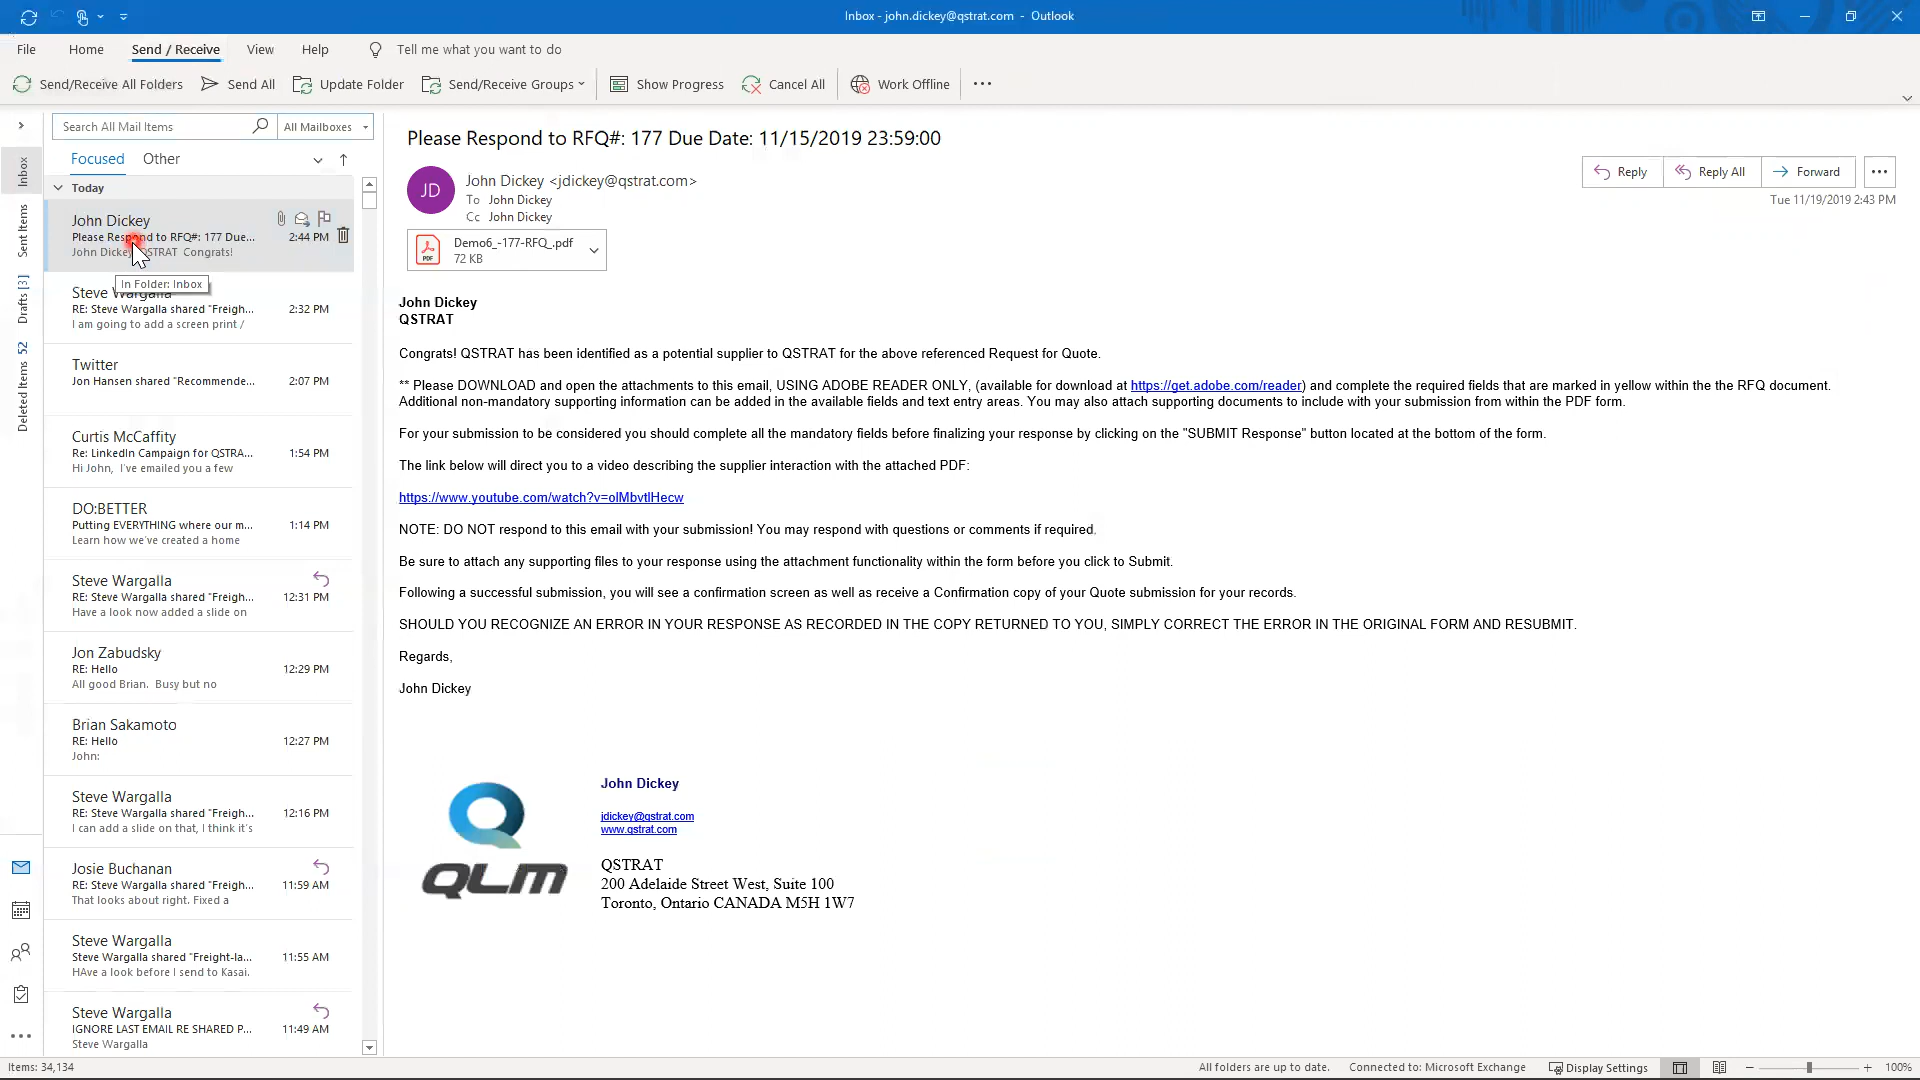 Inbox - john.dickey@qstrat.com - Outlook
File Home Send / Receive View Help Tell me what you want to do
Send/Receive All Folders Send All Update Folder Send/Receive Groups Show Progress Cancel All Work Offline
Search All Mail Items All Mailboxes
Focused Other
Today
John Dickey
Please Respond to RFQ#: 177 Due... 2:44 PM
John Dickey QSTRAT Congrats!
In Folder: Inbox
Steve Wargalla
RE: Steve Wargalla shared "Freigh... 2:32 PM
I am going to add a screen print /
Twitter
Jon Hansen shared "Recommende... 2:07 PM
Curtis McCaffity
Re: LinkedIn Campaign for QSTRA... 1:54 PM
Hi John, I've emailed you a few
DO:BETTER
Putting EVERYTHING where our m... 1:14 PM
Learn how we've created a home
Steve Wargalla
RE: Steve Wargalla shared "Freigh... 12:31 PM
Have a look now added a slide on
Jon Zabudsky
RE: Hello 12:29 PM
All good Brian. Busy but no
Brian Sakamoto
RE: Hello 12:27 PM
John:
Steve Wargalla
RE: Steve Wargalla shared "Freigh... 12:16 PM
I can add a slide on that, I think it's
Josie Buchanan
RE: Steve Wargalla shared "Freigh... 11:59 AM
That looks about right. Fixed a
Steve Wargalla
Steve Wargalla shared "Freight-la... 11:55 AM
HAve a look before I send to Kasai.
Steve Wargalla
IGNORE LAST EMAIL RE SHARED P... 11:49 AM
Steve Wargalla
Inbox
Sent Items
Drafts [3]
Deleted Items 52
Please Respond to RFQ#: 177 Due Date: 11/15/2019 23:59:00
JD
John Dickey <jdickey@qstrat.com>
To John Dickey
Cc John Dickey
Reply Reply All Forward
Tue 11/19/2019 2:43 PM
PDF
Demo6_-177-RFQ_.pdf
72 KB
John Dickey
QSTRAT
Congrats! QSTRAT has been identified as a potential supplier to QSTRAT for the above referenced Request for Quote.
** Please DOWNLOAD and open the attachments to this email, USING ADOBE READER ONLY, (available for download at https://get.adobe.com/reader) and complete the required fields that are marked in yellow within the the RFQ document.
Additional non-mandatory supporting information can be added in the available fields and text entry areas. You may also attach supporting documents to include with your submission from within the PDF form.
For your submission to be considered you should complete all the mandatory fields before finalizing your response by clicking on the "SUBMIT Response" button located at the bottom of the form.
The link below will direct you to a video describing the supplier interaction with the attached PDF:
https://www.youtube.com/watch?v=olMbvtlHecw
NOTE: DO NOT respond to this email with your submission! You may respond with questions or comments if required.
Be sure to attach any supporting files to your response using the attachment functionality within the form before you click to Submit.
Following a successful submission, you will see a confirmation screen as well as receive a Confirmation copy of your Quote submission for your records.
SHOULD YOU RECOGNIZE AN ERROR IN YOUR RESPONSE AS RECORDED IN THE COPY RETURNED TO YOU, SIMPLY CORRECT THE ERROR IN THE ORIGINAL FORM AND RESUBMIT.
Regards,
John Dickey
QLM
John Dickey
jdickey@qstrat.com
www.qstrat.com
QSTRAT
200 Adelaide Street West, Suite 100
Toronto, Ontario CANADA M5H 1W7
Items: 34,134 All folders are up to date. Connected to: Microsoft Exchange Display Settings 100%